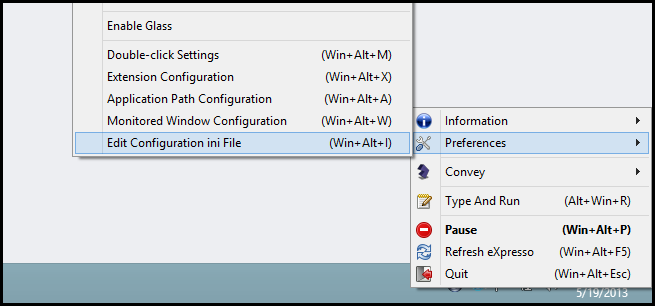 Enable Glass
Double-click Settings (Win+Alt+M)
Extension Configuration (Win+Alt+X)
Application Path Configuration (Win+Alt+A)
Monitored Window Configuration (Win+Alt+W)
Edit Configuration ini File (Win+Alt+I)
Information
Preferences
Convey
Type And Run (Alt+Win+R)
Pause (Win+Alt+P)
Refresh eXpresso (Win+Alt+F5)
Quit (Win+Alt+Esc)
5/19/2013